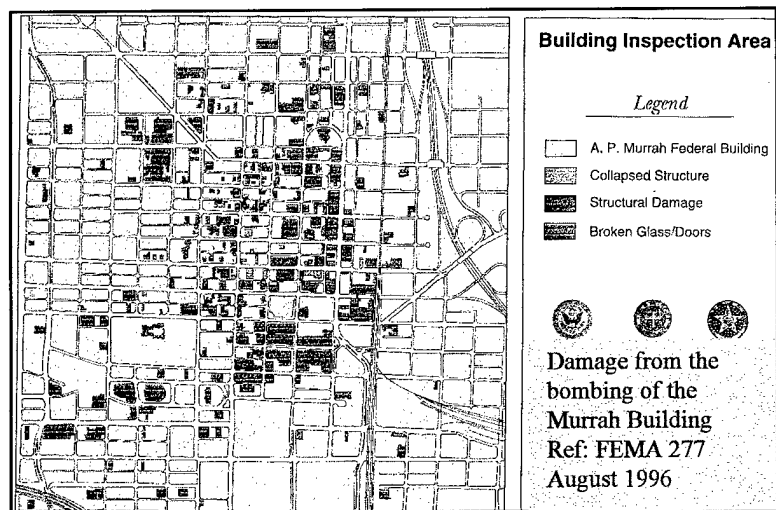 Building Inspection Area
Legend
A. P. Murrah Federal Building
Collapsed Structure
Structural Damage
Broken Glass/Doors
Damage from the
bombing of the
Murrah Building
Ref: FEMA 277
August 1996